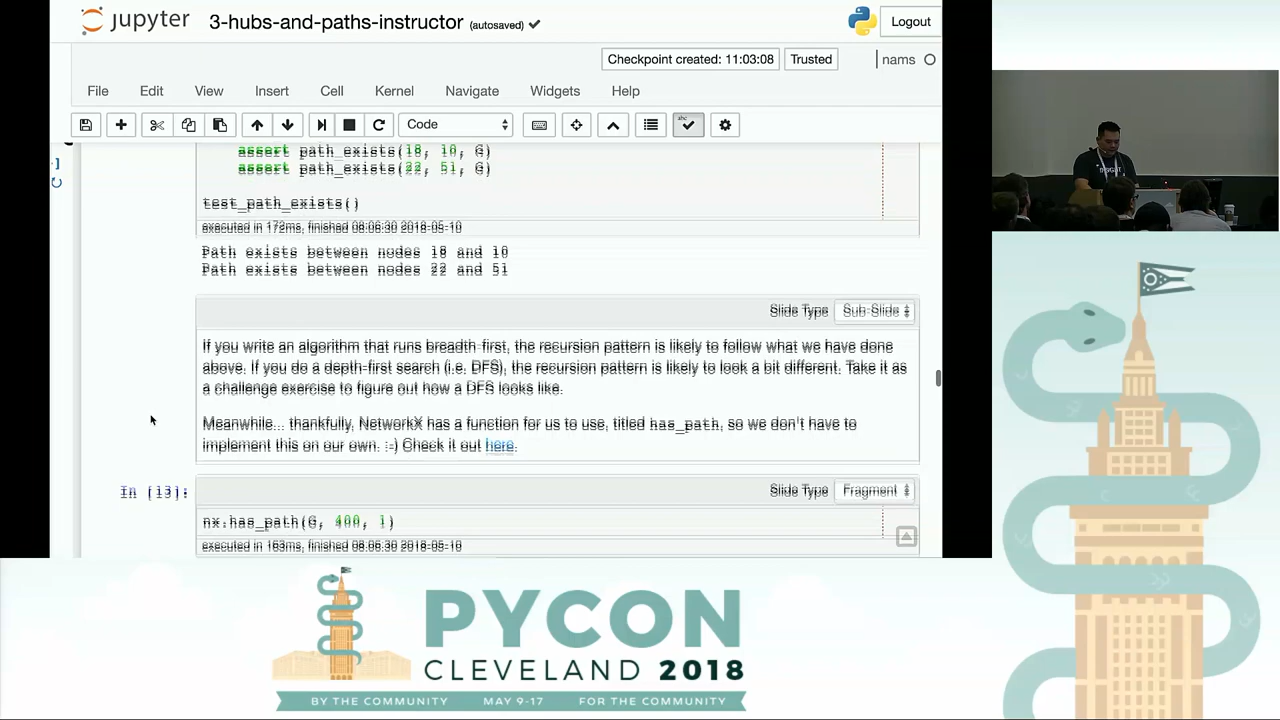 jupyter 3-hubs-and-paths-instructor (autosaved)
Logout
Checkpoint created: 11:03:08 Trusted nams
File Edit View Insert Cell Kernel Navigate Widgets Help
Code
assert path_exists(18, 10, G)
assert path_exists(22, 51, G)
test_path_exists()
executed in 172ms, finished 08:06:30 2018-05-10
Path exists between nodes 18 and 10
Path exists between nodes 22 and 51
Slide Type Sub-Slide
If you write an algorithm that runs breadth-first, the recursion pattern is likely to follow what we have done
above. If you do a depth-first search (i.e. DFS), the recursion pattern is likely to look a bit different. Take it as
a challenge exercise to figure out how a DFS looks like.
Meanwhile... thankfully, NetworkX has a function for us to use, titled has_path, so we don't have to
implement this on our own. :-) Check it out here.
In [13]:
Slide Type Fragment
nx.has_path(G, 400, 1)
executed in 163ms, finished 08:06:30 2018-05-10
PYCON
CLEVELAND 2018
BY THE COMMUNITY MAY 9-17 FOR THE COMMUNITY